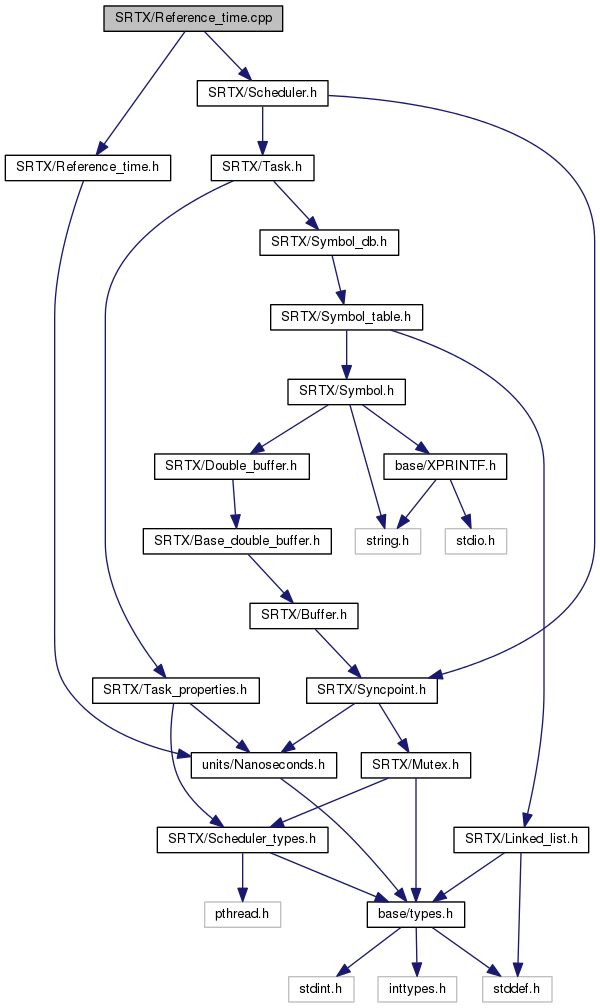 SRTX/Reference_time.cpp
SRTX/Scheduler.h
SRTX/Reference_time.h
SRTX/Task.h
SRTX/Symbol_db.h
SRTX/Symbol_table.h
SRTX/Symbol.h
SRTX/Double_buffer.h
base/XPRINTF.h
SRTX/Base_double_buffer.h
string.h
stdio.h
SRTX/Buffer.h
SRTX/Task_properties.h
SRTX/Syncpoint.h
units/Nanoseconds.h
SRTX/Mutex.h
SRTX/Scheduler_types.h
SRTX/Linked_list.h
pthread.h
base/types.h
stdint.h
inttypes.h
stddef.h